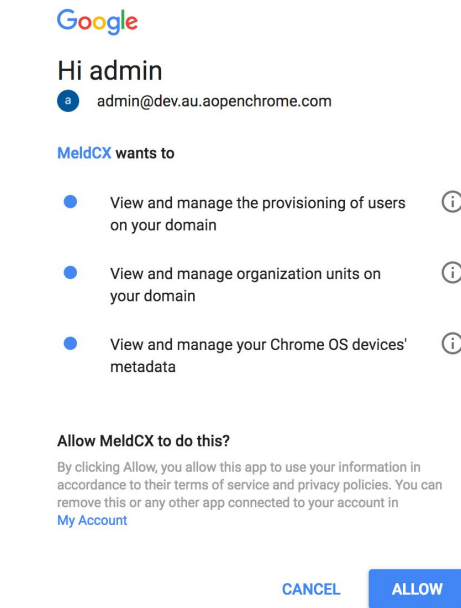 Google
Hi admin
a admin@dev.au.aopenchrome.com
MeldCX wants to
View and manage the provisioning of users
on your domain
View and manage organization units on
your domain
View and manage your Chrome OS devices'
metadata
Allow MeldCX to do this?
By clicking Allow, you allow this app to use your information in
accordance to their terms of service and privacy policies. You can
remove this or any other app connected to your account in
My Account
CANCEL ALLOW